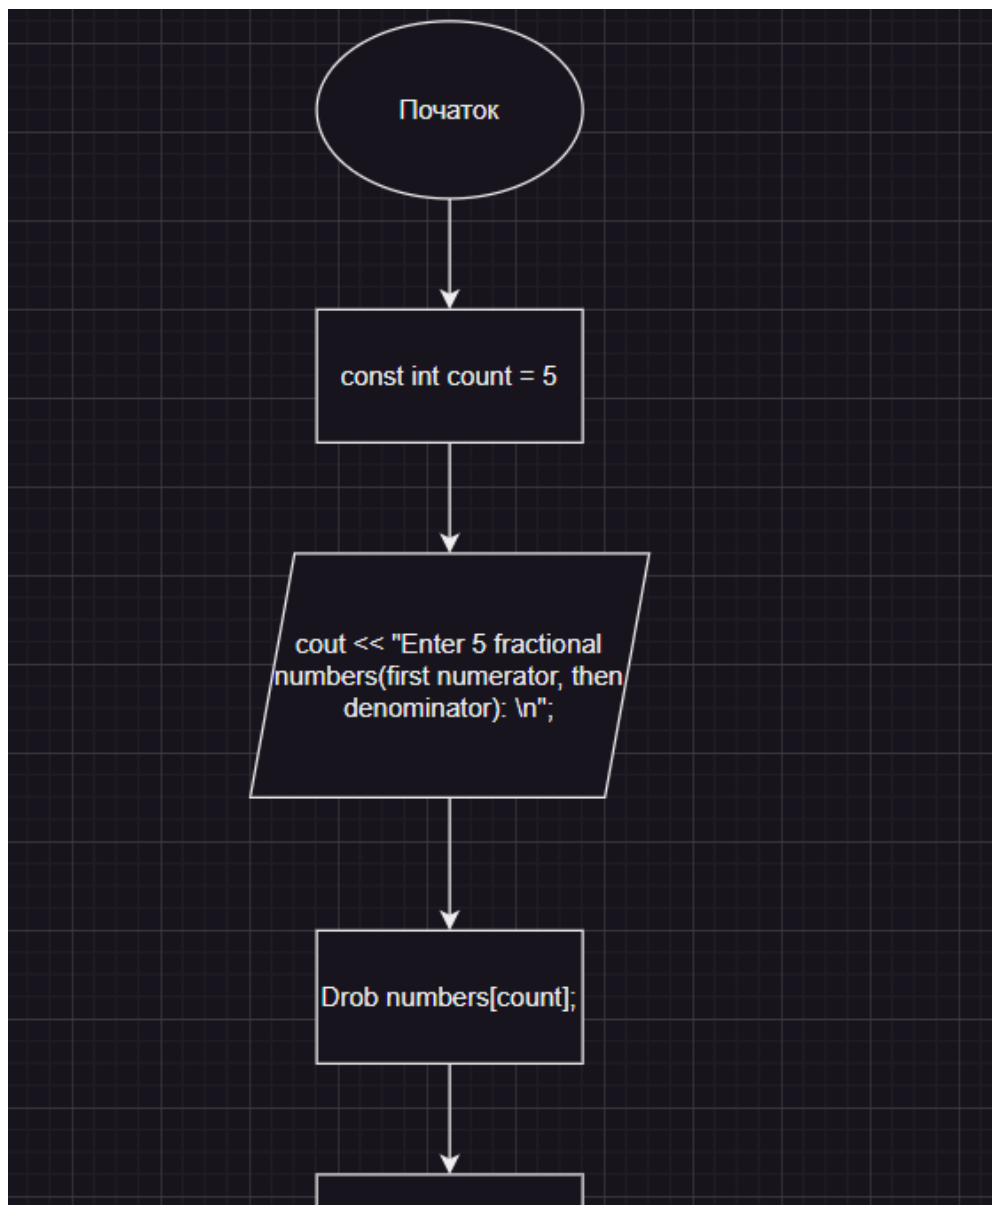 Початок
const int count = 5
cout << "Enter 5 fractional
numbers(first numerator, then
denominator): \n";
Drob numbers[count];